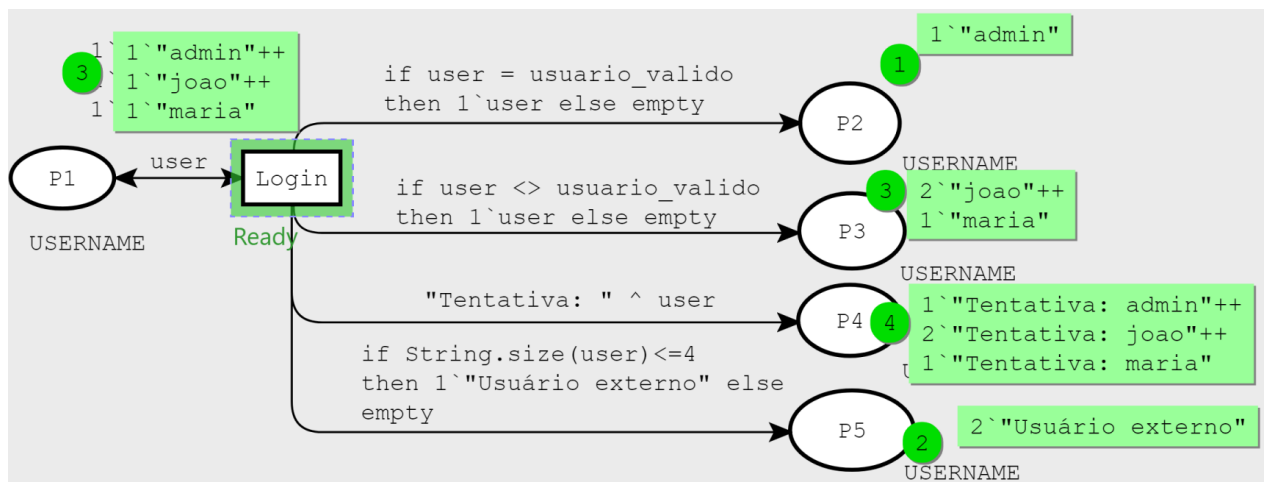 1`"admin"
1` 1`"admin"++
3 1`"joao"++
1` 1`"maria"
1
if user = usuario_valido
then 1`user else empty
P2
USERNAME
P1
user
Login
USERNAME
Ready
if user <> usuario_valido
then 1`user else empty
3
2`"joao"++
1`"maria"
P3
USERNAME
"Tentativa: " ^ user
P4
4
1`"Tentativa: admin"++
2`"Tentativa: joao"++
1`"Tentativa: maria"
if String.size(user)<=4
then 1`"Usuário externo" else
empty
P5
2
2`"Usuário externo"
USERNAME